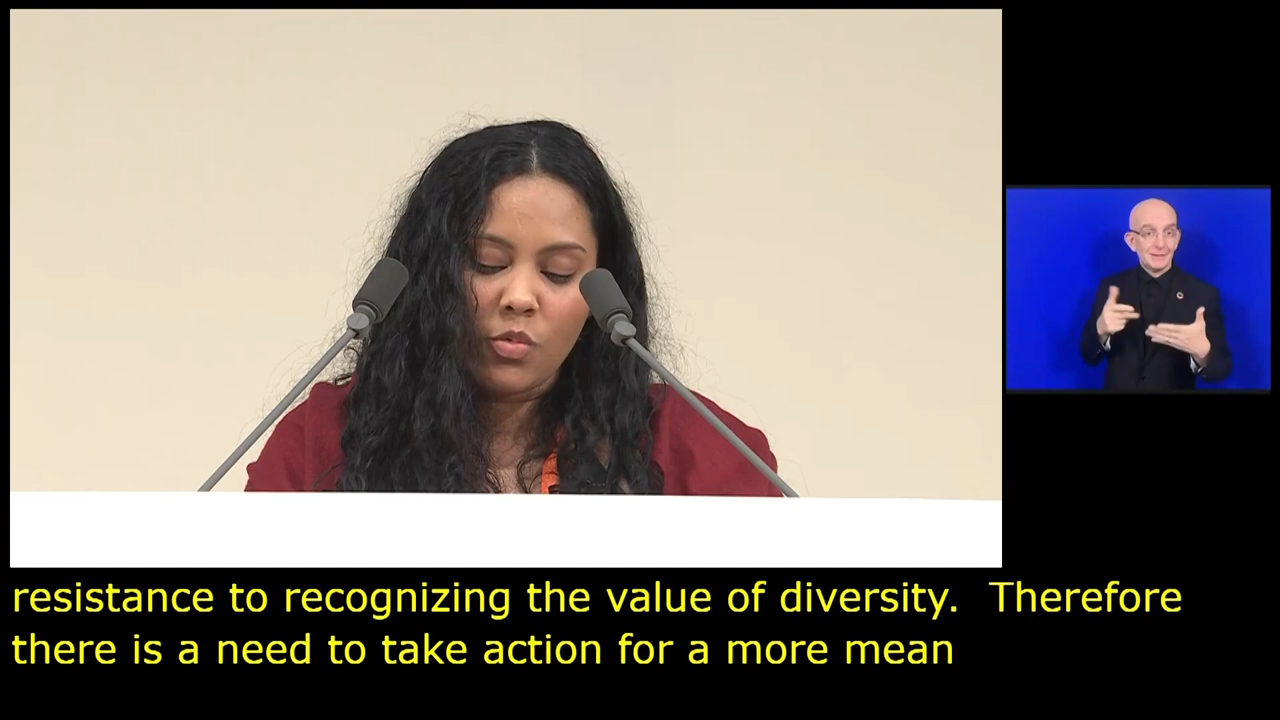 resistance to recognizing the value of diversity.  Therefore
there is a need to take action for a more mean